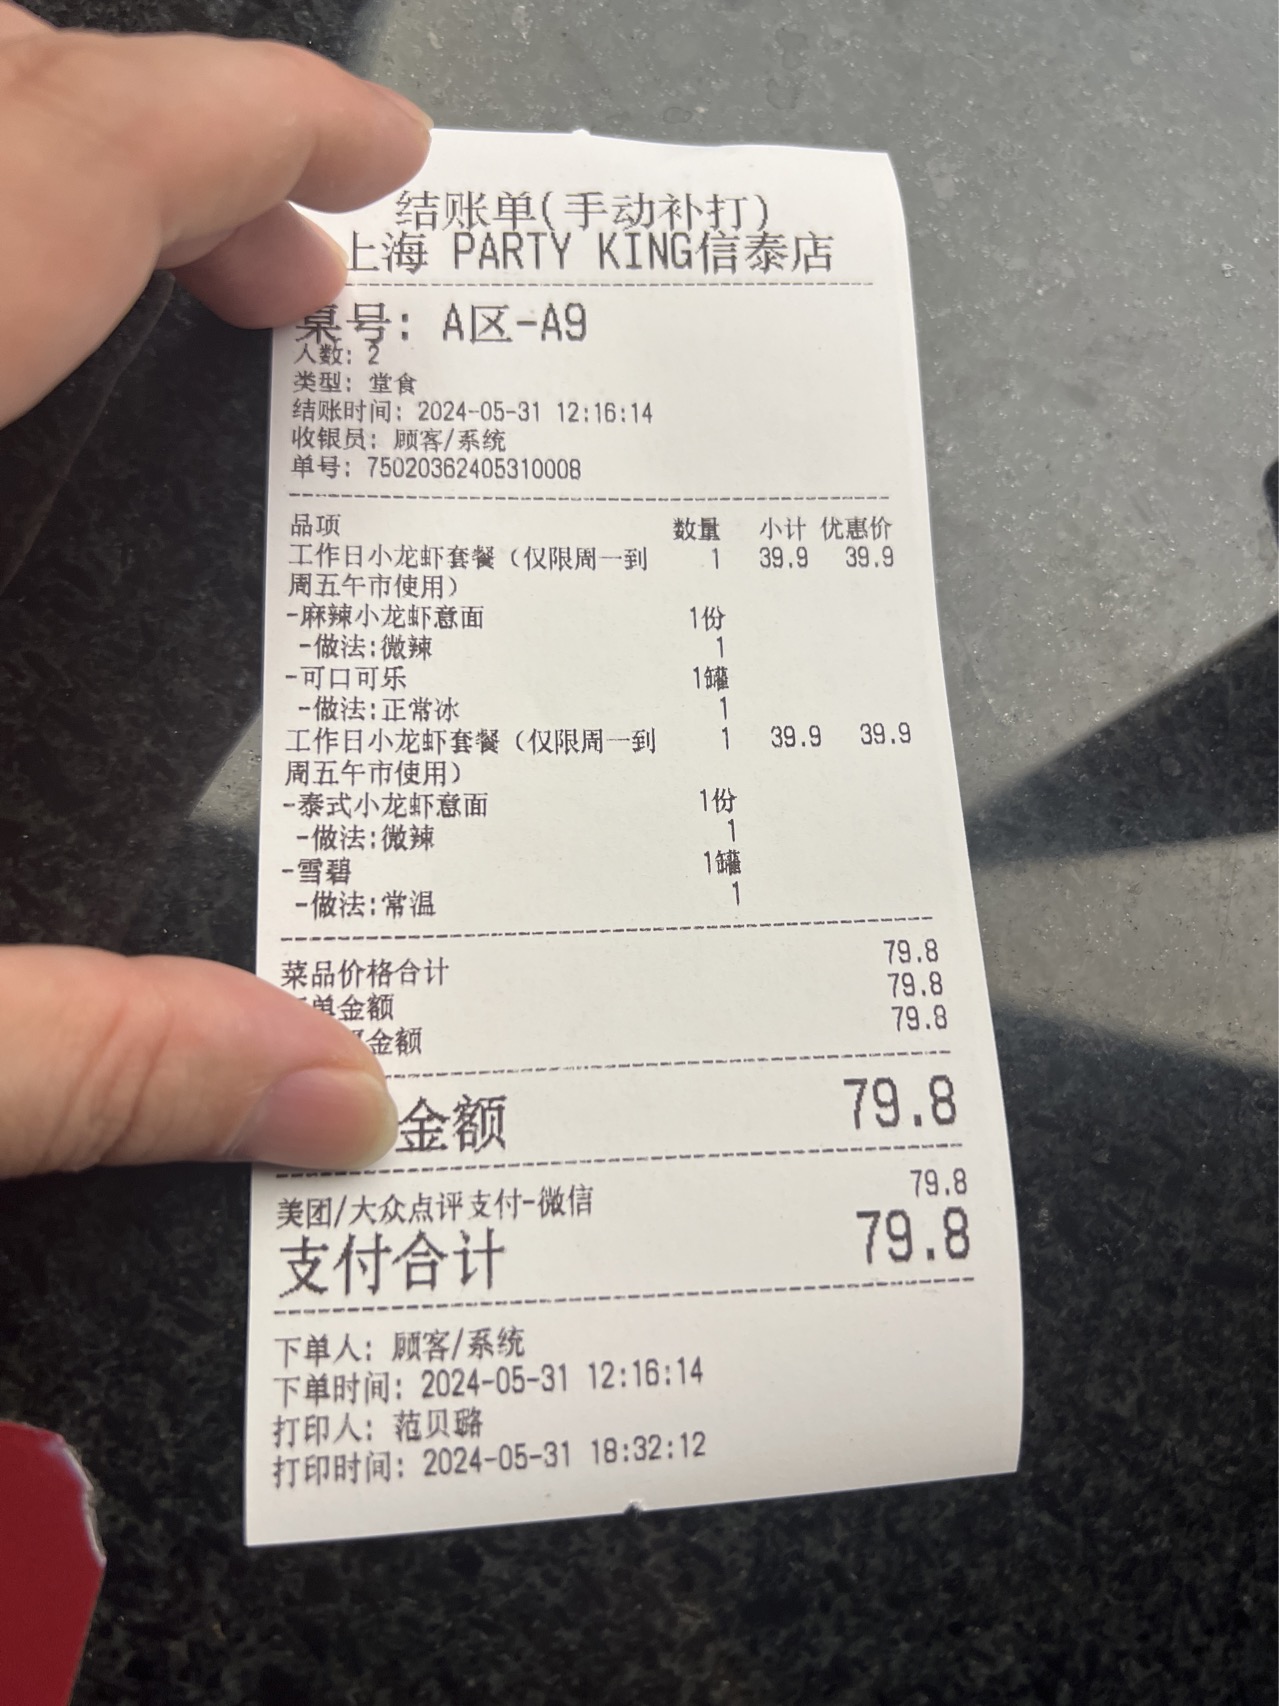 结账单(手动补打)
上海 PARTY KING信泰店
桌号: A区-A9
人数: 2
类型: 堂食
结账时间: 2024-05-31 12:16:14
收银员: 顾客/系统
单号: 75020362405310008
品项 数量 小计 优惠价
工作日小龙虾套餐（仅限周一到 1 39.9 39.9
周五午市使用）
-麻辣小龙虾意面 1份
-做法:微辣 1
-可口可乐 1罐
-做法:正常冰 1
工作日小龙虾套餐（仅限周一到 1 39.9 39.9
周五午市使用）
-泰式小龙虾意面 1份
-做法:微辣 1
-雪碧 1罐
-做法:常温 1
菜品价格合计 79.8
单金额 79.8
金额 79.8
金额 79.8
美团/大众点评支付-微信 79.8
支付合计 79.8
下单人: 顾客/系统
下单时间: 2024-05-31 12:16:14
打印人: 范贝璐
打印时间: 2024-05-31 18:32:12